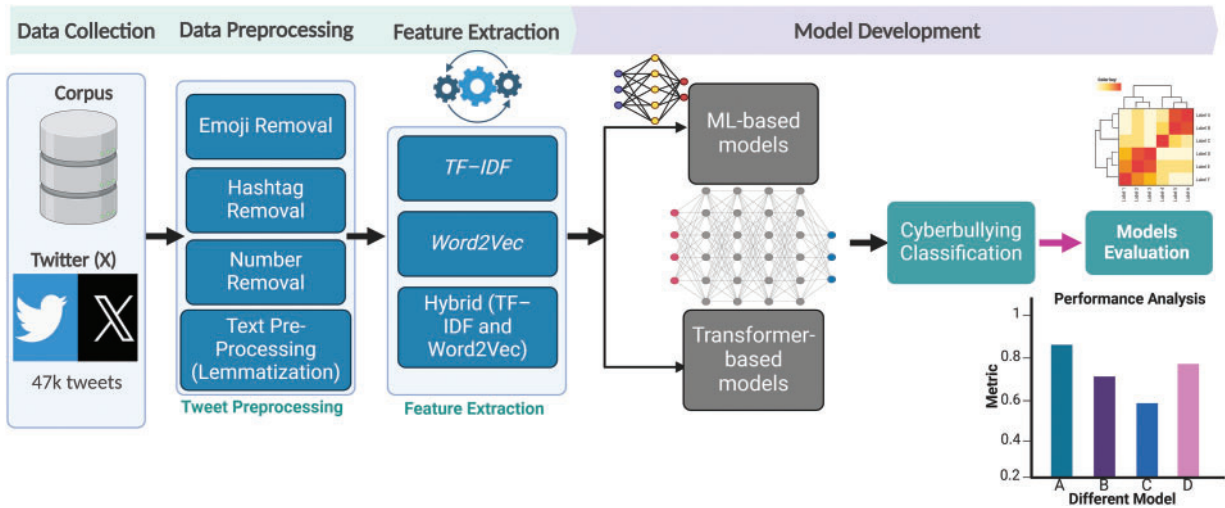 Data Collection
Data Preprocessing
Feature Extraction
Model Development
Corpus
Twitter (X)
47k tweets
Emoji Removal
Hashtag
Removal
Number
Removal
Text Pre-
Processing
(Lemmatization)
Tweet Preprocessing
TF–IDF
Word2Vec
Hybrid (TF–
IDF and
Word2Vec)
Feature Extraction
ML-based
models
Transformer-
based
models
Cyberbullying
Classification
Color key
Models
Evaluation
Performance Analysis
Metric
1
0.8
0.6
0.4
0.2
A
B
C
D
Different Model